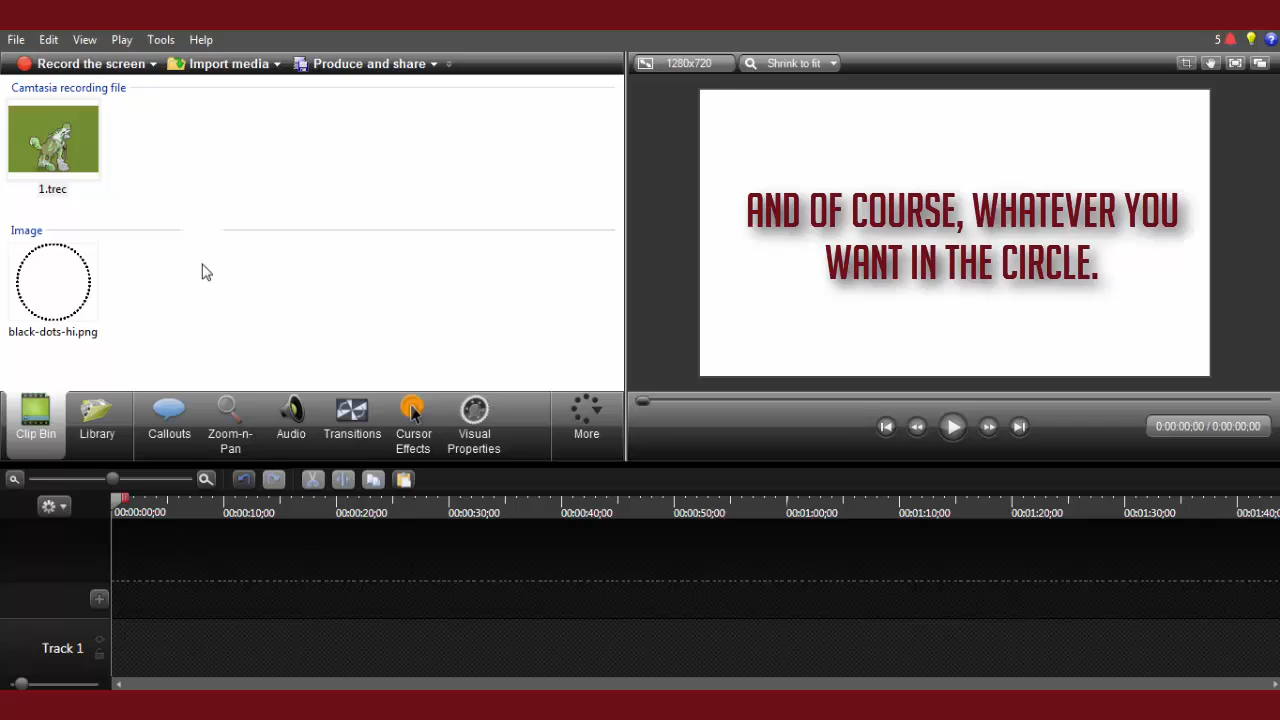 File Edit View Play Tools Help
5
Record the screen Import media Produce and share
1280x720 Shrink to fit
Camtasia recording file
1.trec
Image
black-dots-hi.png
AND OF COURSE, WHATEVER YOU
WANT IN THE CIRCLE.
Clip Bin Library Callouts Zoom-n-
Pan Audio Transitions Cursor
Effects Visual
Properties More
0:00:00;00 / 0:00:00;00
00:00:00;00 00:00:10;00 00:00:20;00 00:00:30;00 00:00:40;00 00:00:50;00 00:01:00;00 00:01:10;00 00:01:20;00 00:01:30;00 00:01:40;0
Track 1